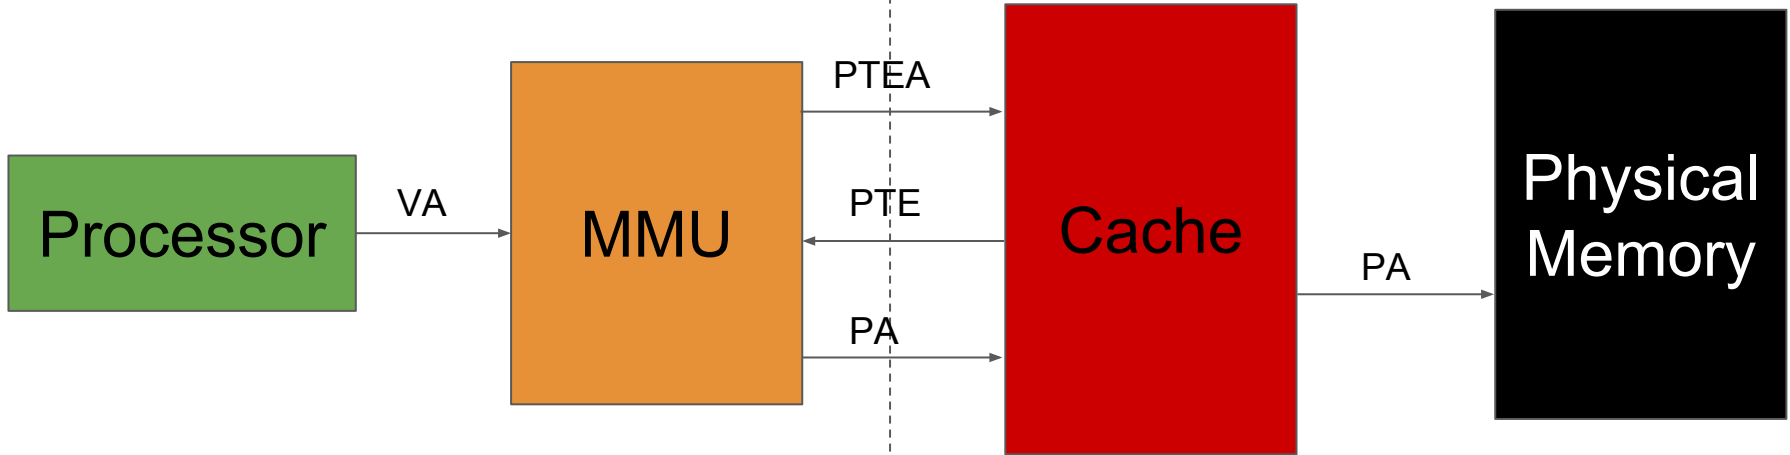 Processor
VA
MMU
PTEA
PTE
PA
Cache
PA
Physical
Memory